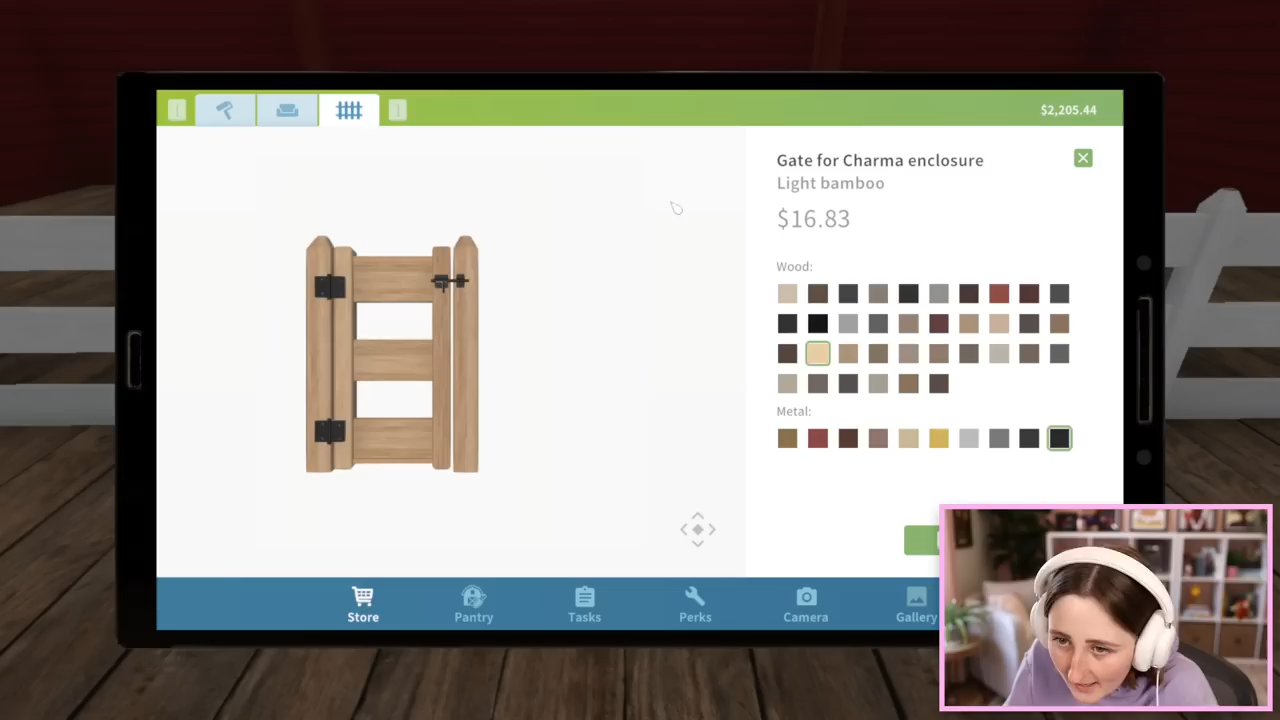 $2,205.44
Gate for Charma enclosure
Light bamboo
$16.83
Wood:
Metal:
Store
Pantry
Tasks
Perks
Camera
Gallery